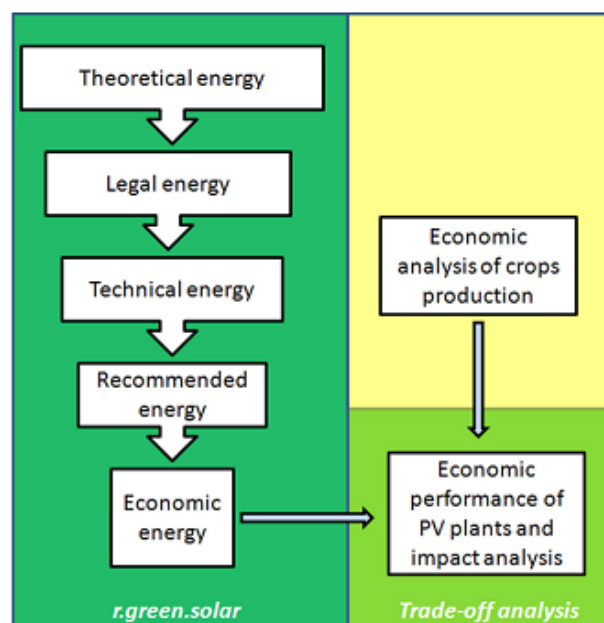 Theoretical energy
Legal energy
Technical energy
Recommended
energy
Economic
energy
r.green.solar
Economic
analysis of crops
production
Economic
performance of
PV plants and
impact analysis
Trade-off analysis